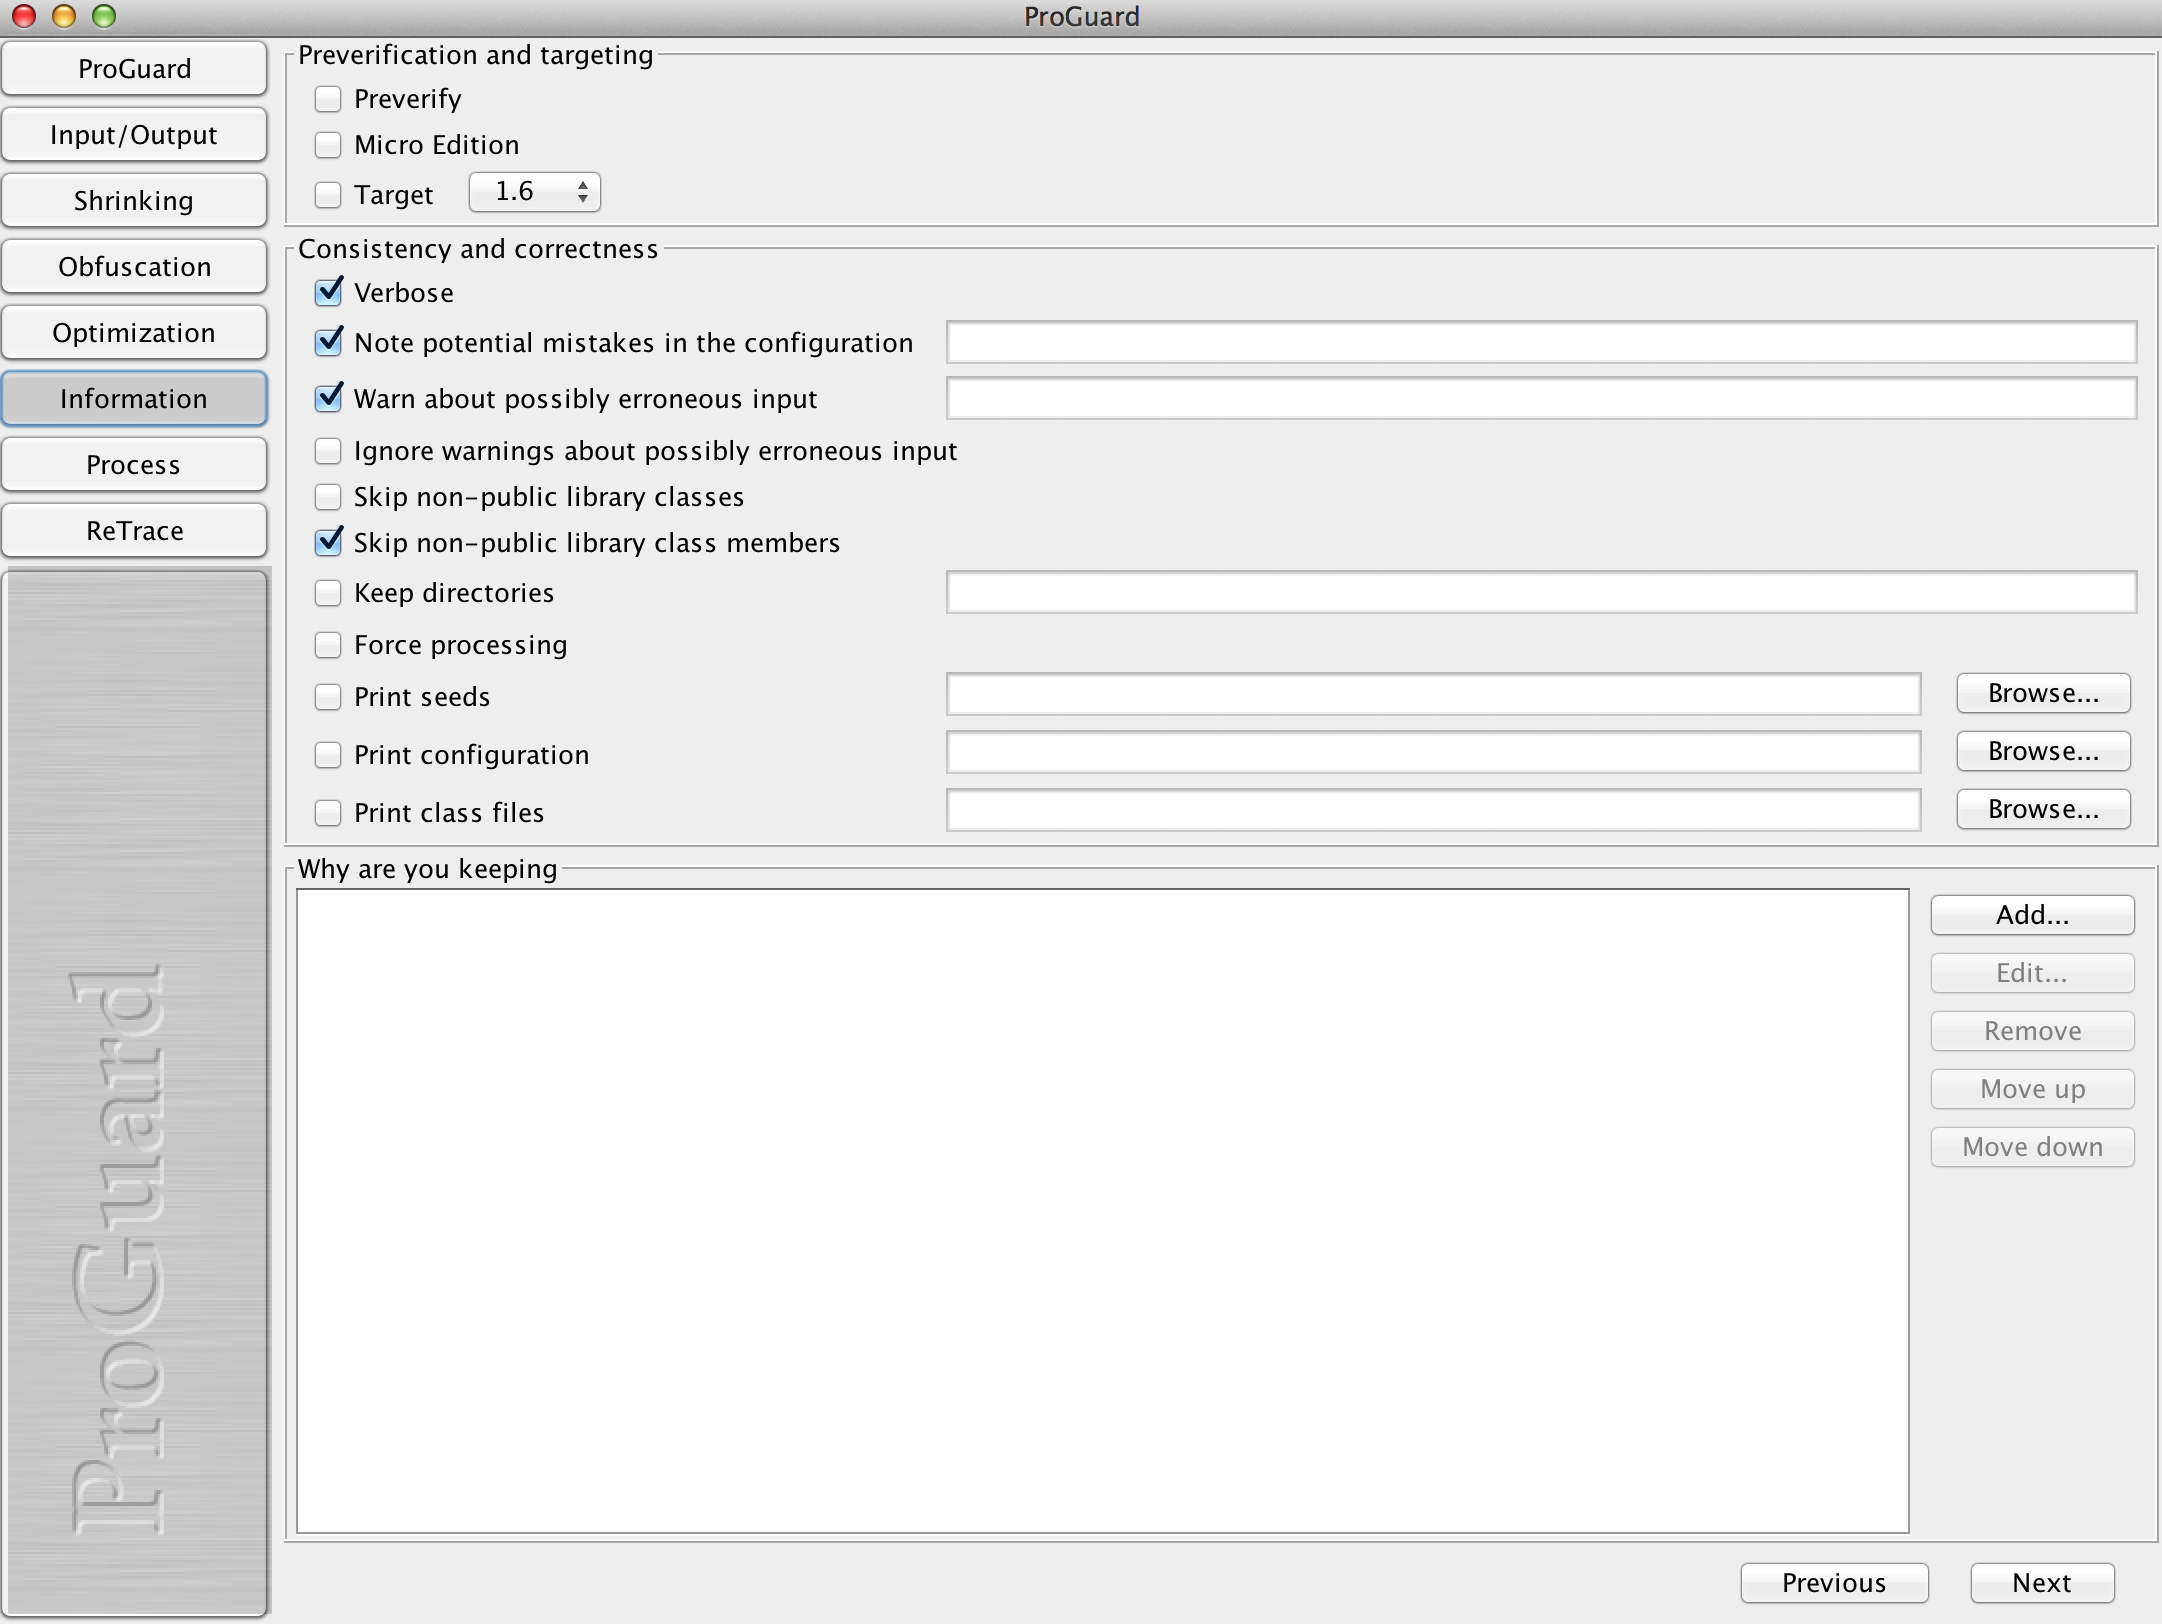 ProGuard
ProGuard
Input/Output
Shrinking
Obfuscation
Optimization
Information
Process
ReTrace
ProGuard
Preverification and targeting
Preverify
Micro Edition
Target 1.6
Consistency and correctness
Verbose
Note potential mistakes in the configuration
Warn about possibly erroneous input
Ignore warnings about possibly erroneous input
Skip non-public library classes
Skip non-public library class members
Keep directories
Force processing
Print seeds Browse...
Print configuration Browse...
Print class files Browse...
Why are you keeping
Add...
Edit...
Remove
Move up
Move down
Previous Next